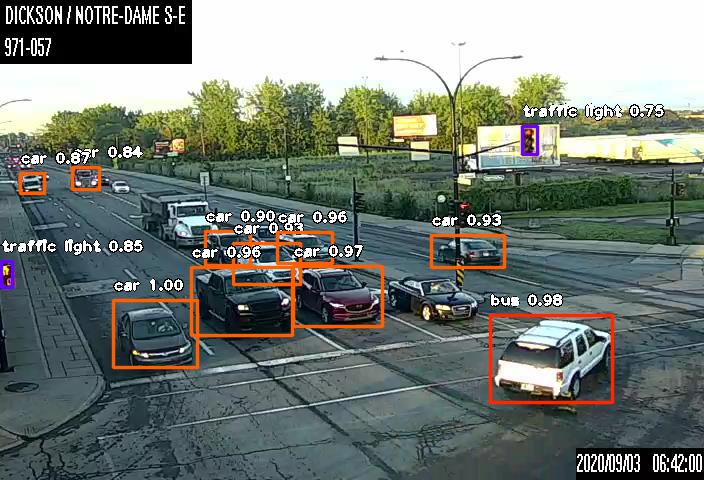 DICKSON / NOTRE-DAME S-E
971-057
traffic light 0.75
car 0.87
car 0.84
car 0.90
car 0.96
car 0.93
car 0.93
traffic light 0.85
car 0.96
car 0.97
car 1.00
bus 0.98
2020/09/03 06:42:00